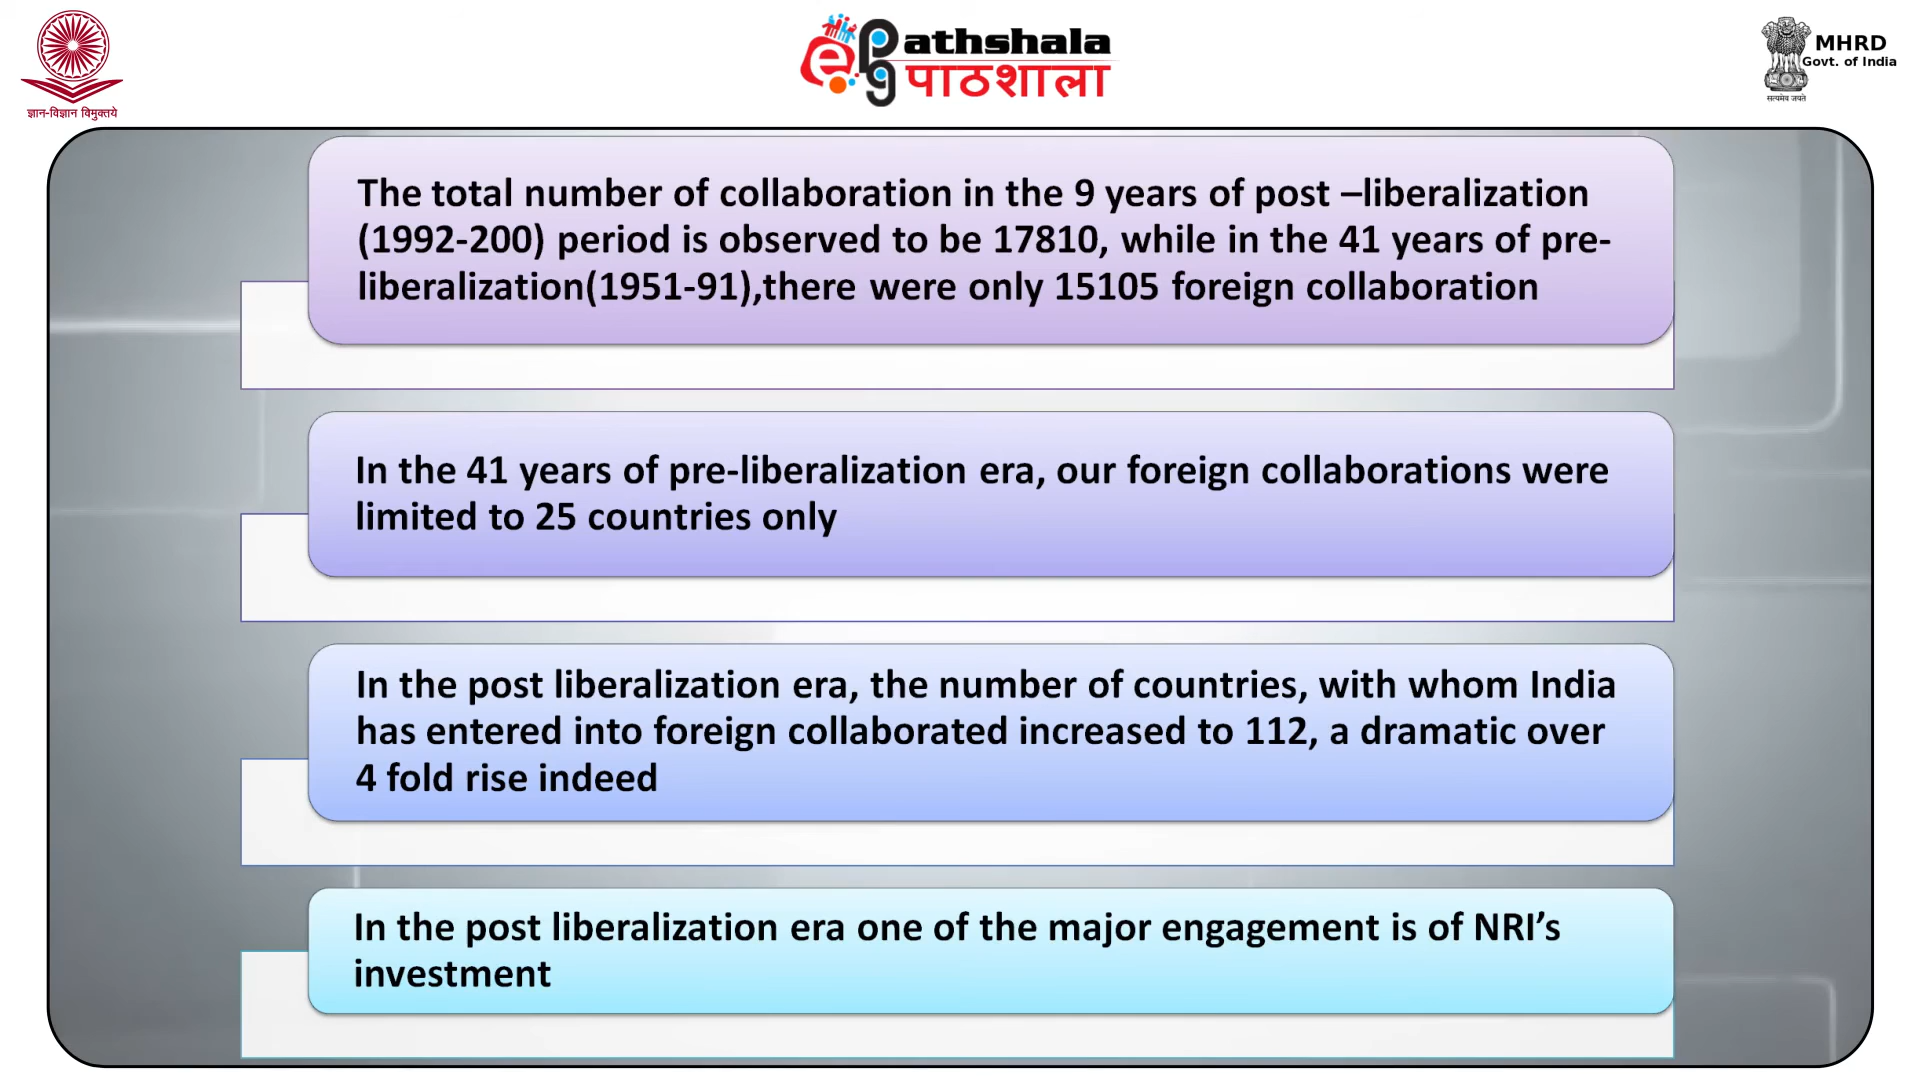 ज्ञान-विज्ञान विमुक्तये
e
pg
Pathshala
पाठशाला
सत्यमेव जयते
MHRD
Govt. of India
The total number of collaboration in the 9 years of post –liberalization
(1992-200) period is observed to be 17810, while in the 41 years of pre-
liberalization(1951-91),there were only 15105 foreign collaboration
In the 41 years of pre-liberalization era, our foreign collaborations were
limited to 25 countries only
In the post liberalization era, the number of countries, with whom India
has entered into foreign collaborated increased to 112, a dramatic over
4 fold rise indeed
In the post liberalization era one of the major engagement is of NRI’s
investment